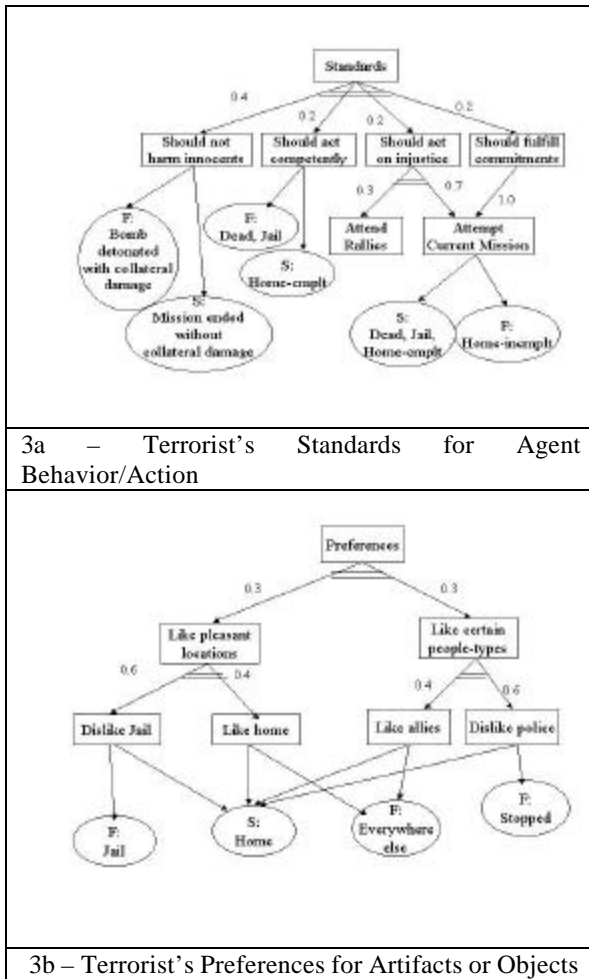 Standards
0.4
0.2
0.2
0.2
Should not
harm innocents
Should act
competently
Should act
on injustice
Should fulfill
commitments
0.3
0.7
1.0
F:
Bomb
detonated
with collateral
damage
F:
Dead, Jail
Attend
Rallies
Attempt
Current Mission
S:
Home-cmplt
S:
Mission ended
without
collateral damage
S:
Dead, Jail,
Home-cmplt
F:
Home-incmplt
3a – Terrorist's Standards for Agent
Behavior/Action
Preferences
0.3
0.3
Like pleasant
locations
Like certain
people-types
0.6
0.4
0.4
0.6
Dislike Jail
Like home
Like allies
Dislike police
F:
Jail
S:
Home
F:
Everywhere
else
F:
Stopped
3b – Terrorist's Preferences for Artifacts or Objects